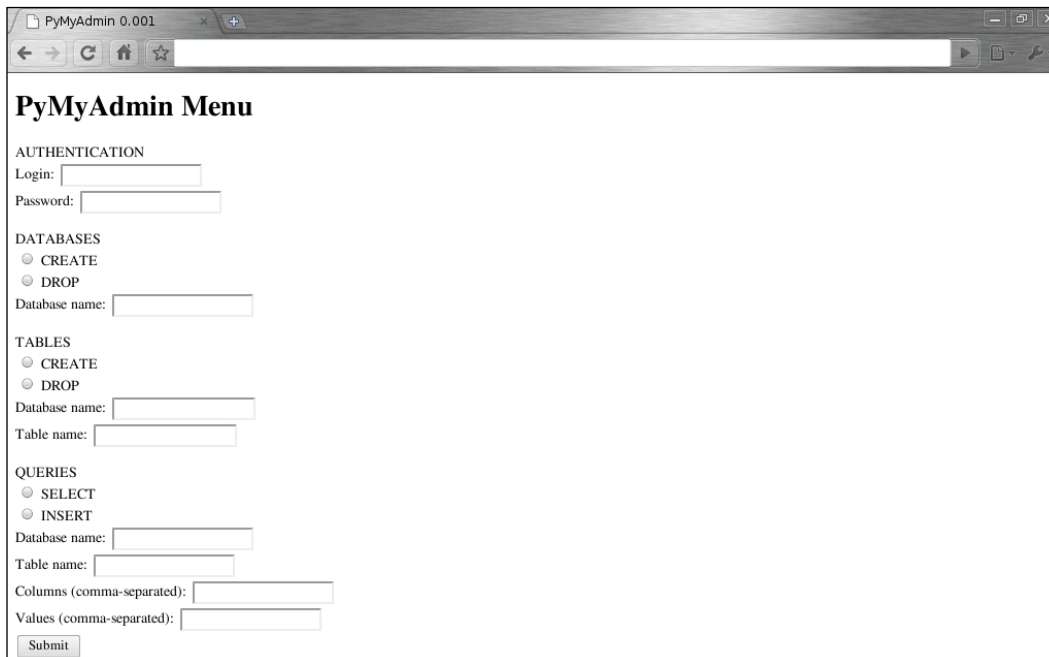 PyMyAdmin 0.001
PyMyAdmin Menu
AUTHENTICATION
Login:
Password:
DATABASES
CREATE
DROP
Database name:
TABLES
CREATE
DROP
Database name:
Table name:
QUERIES
SELECT
INSERT
Database name:
Table name:
Columns (comma-separated):
Values (comma-separated):
Submit